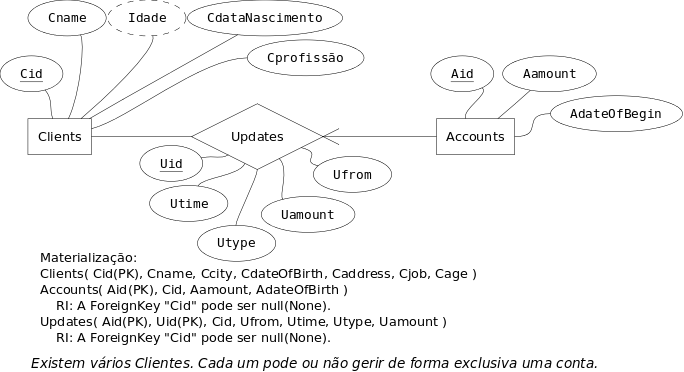 Cname
Idade
CdataNascimento
Cprofissão
Cid
Aid
Aamount
AdateOfBegin
Clients
Updates
Accounts
Uid
Ufrom
Utime
Uamount
Utype
Materialização:
Clients( Cid(PK), Cname, Ccity, CdateOfBirth, Caddress, Cjob, Cage )
Accounts( Aid(PK), Cid, Aamount, AdateOfBirth )
RI: A ForeignKey "Cid" pode ser null(None).
Updates( Aid(PK), Uid(PK), Cid, Ufrom, Utime, Utype, Uamount )
RI: A ForeignKey "Cid" pode ser null(None).
Existem vários Clientes. Cada um pode ou não gerir de forma exclusiva uma conta.